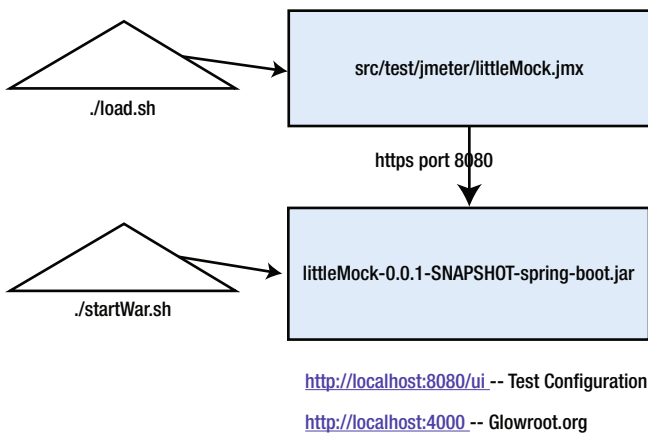 src/test/jmeter/littleMock.jmx
./load.sh
https port 8080
littleMock-0.0.1-SNAPSHOT-spring-boot.jar
./startWar.sh
http://localhost:8080/ui -- Test Configuration
http://localhost:4000 -- Glowroot.org